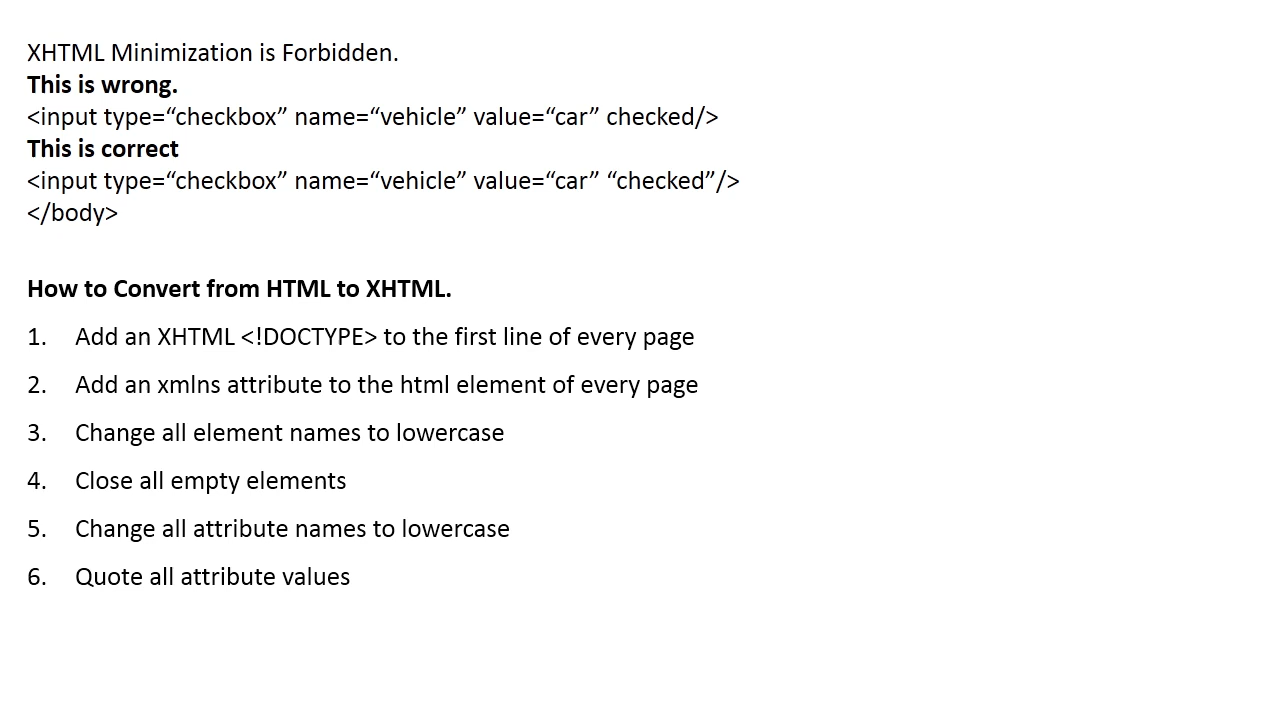 XHTML Minimization is Forbidden.
This is wrong.
<input type=“checkbox” name=“vehicle” value=“car” checked/>
This is correct
<input type=“checkbox” name=“vehicle” value=“car” “checked”/>
</body>
How to Convert from HTML to XHTML.
1. Add an XHTML <!DOCTYPE> to the first line of every page
2. Add an xmlns attribute to the html element of every page
3. Change all element names to lowercase
4. Close all empty elements
5. Change all attribute names to lowercase
6. Quote all attribute values